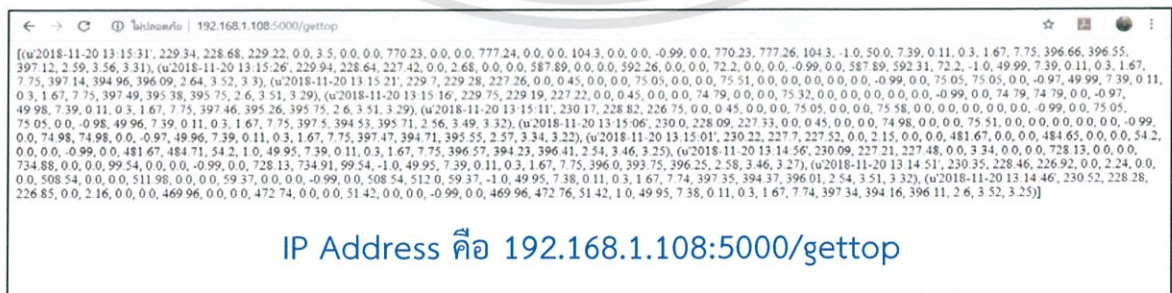 ไม่ปลอดภัย | 192.168.1.108:5000/gettop
[(u'2018-11-20 13:15:31', 229.34, 228.68, 229.22, 0.0, 3.5, 0.0, 0.0, 770.23, 0.0, 0.0, 777.24, 0.0, 0.0, 104.3, 0.0, 0.0, -0.99, 0.0, 770.23, 777.26, 104.3, -1.0, 50.0, 7.39, 0.11, 0.3, 1.67, 7.75, 396.66, 396.55,
397.12, 2.59, 3.56, 3.31), (u'2018-11-20 13:15:26', 229.94, 228.64, 227.42, 0.0, 2.68, 0.0, 0.0, 587.89, 0.0, 0.0, 592.26, 0.0, 0.0, 72.2, 0.0, 0.0, -0.99, 0.0, 587.89, 592.31, 72.2, -1.0, 49.99, 7.39, 0.11, 0.3, 1.67,
7.75, 397.14, 394.96, 396.09, 2.64, 3.52, 3.3), (u'2018-11-20 13:15:21', 229.7, 229.28, 227.26, 0.0, 0.45, 0.0, 0.0, 75.05, 0.0, 0.0, 75.51, 0.0, 0.0, 0.0, 0.0, 0.0, -0.99, 0.0, 75.05, 75.05, 0.0, -0.97, 49.99, 7.39, 0.11,
0.3, 1.67, 7.75, 397.49, 395.38, 395.75, 2.6, 3.51, 3.29), (u'2018-11-20 13:15:16', 229.75, 229.19, 227.22, 0.0, 0.45, 0.0, 0.0, 74.79, 0.0, 0.0, 75.32, 0.0, 0.0, 0.0, 0.0, 0.0, -0.99, 0.0, 74.79, 74.79, 0.0, -0.97,
49.98, 7.39, 0.11, 0.3, 1.67, 7.75, 397.46, 395.26, 395.75, 2.6, 3.51, 3.29), (u'2018-11-20 13:15:11', 230.17, 228.82, 226.75, 0.0, 0.45, 0.0, 0.0, 75.05, 0.0, 0.0, 75.58, 0.0, 0.0, 0.0, 0.0, 0.0, -0.99, 0.0, 75.05,
75.05, 0.0, -0.98, 49.96, 7.39, 0.11, 0.3, 1.67, 7.75, 397.5, 394.53, 395.71, 2.56, 3.49, 3.32), (u'2018-11-20 13:15:06', 230.0, 228.09, 227.33, 0.0, 0.45, 0.0, 0.0, 74.98, 0.0, 0.0, 75.51, 0.0, 0.0, 0.0, 0.0, 0.0, -0.99,
0.0, 74.98, 74.98, 0.0, -0.97, 49.96, 7.39, 0.11, 0.3, 1.67, 7.75, 397.47, 394.71, 395.55, 2.57, 3.34, 3.22), (u'2018-11-20 13:15:01', 230.22, 227.7, 227.52, 0.0, 2.15, 0.0, 0.0, 481.67, 0.0, 0.0, 484.65, 0.0, 0.0, 54.2,
0.0, 0.0, -0.99, 0.0, 481.67, 484.71, 54.2, 1.0, 49.95, 7.39, 0.11, 0.3, 1.67, 7.75, 396.57, 394.23, 396.41, 2.54, 3.46, 3.25), (u'2018-11-20 13:14:56', 230.09, 227.21, 227.48, 0.0, 3.34, 0.0, 0.0, 728.13, 0.0, 0.0,
734.88, 0.0, 0.0, 99.54, 0.0, 0.0, -0.99, 0.0, 728.13, 734.91, 99.54, -1.0, 49.95, 7.39, 0.11, 0.3, 1.67, 7.75, 396.0, 393.75, 396.25, 2.58, 3.46, 3.27), (u'2018-11-20 13:14:51', 230.35, 228.46, 226.92, 0.0, 2.24, 0.0,
0.0, 508.54, 0.0, 0.0, 511.98, 0.0, 0.0, 59.37, 0.0, 0.0, -0.99, 0.0, 508.54, 512.0, 59.37, -1.0, 49.95, 7.38, 0.11, 0.3, 1.67, 7.74, 397.35, 394.37, 396.01, 2.54, 3.51, 3.32), (u'2018-11-20 13:14:46', 230.52, 228.28,
226.85, 0.0, 2.16, 0.0, 0.0, 469.96, 0.0, 0.0, 472.74, 0.0, 0.0, 51.42, 0.0, 0.0, -0.99, 0.0, 469.96, 472.76, 51.42, 1.0, 49.95, 7.38, 0.11, 0.3, 1.67, 7.74, 397.34, 394.16, 396.11, 2.6, 3.52, 3.25)]
IP Address คือ 192.168.1.108:5000/gettop